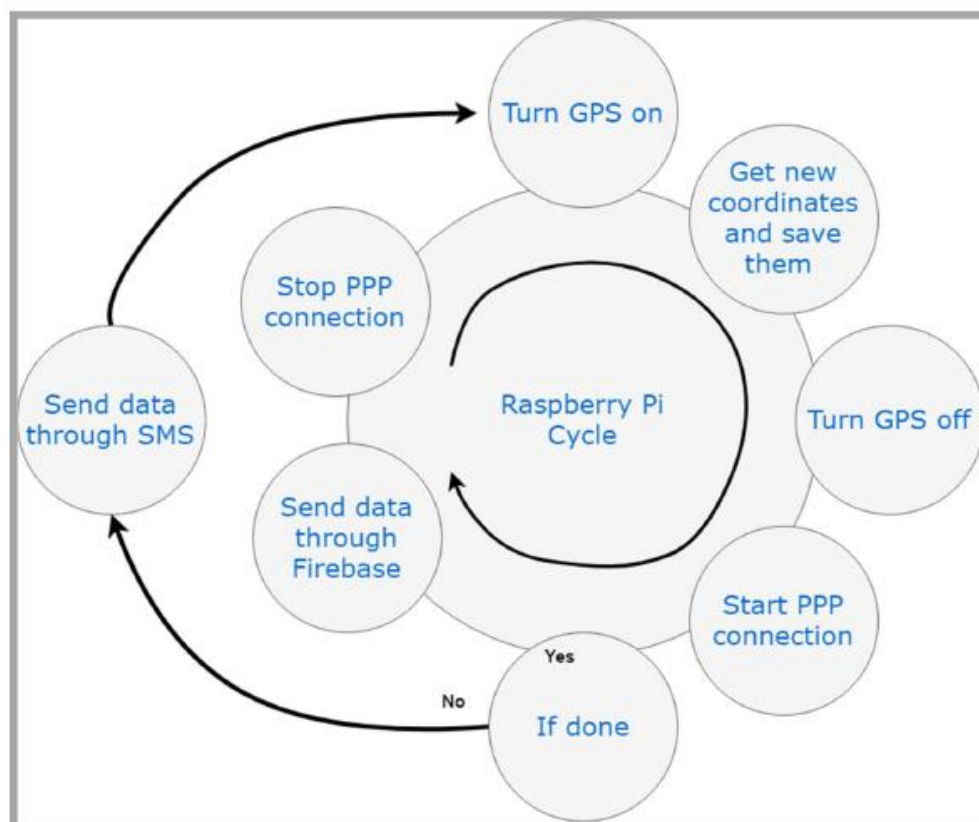 Turn GPS on
Get new
coordinates
and save
them
Turn GPS off
Start PPP
connection
Yes
If done
No
Send data
through
Firebase
Stop PPP
connection
Send data
through SMS
Raspberry Pi
Cycle